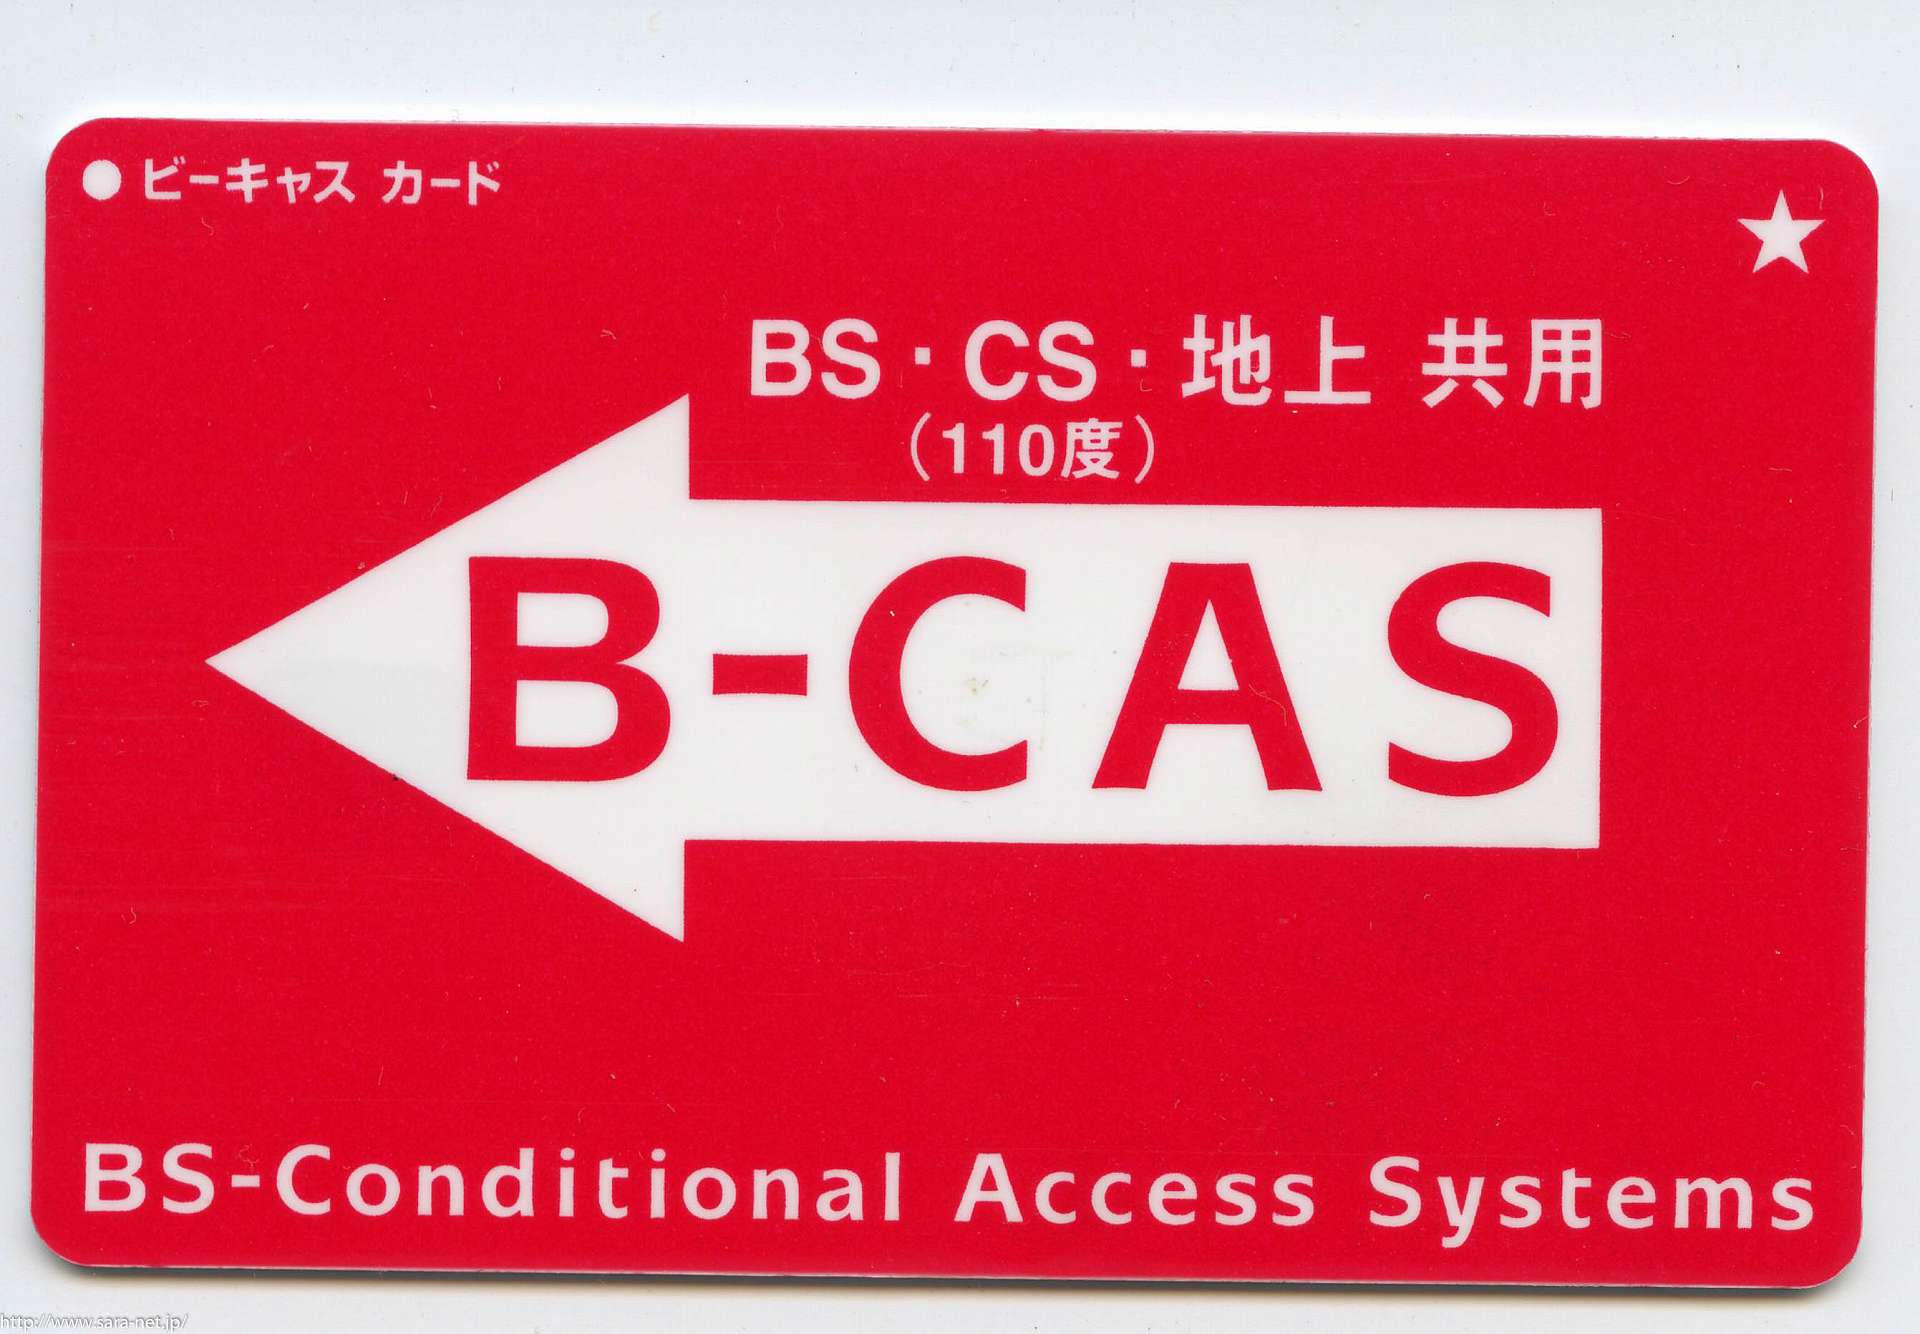 ● ビーキャス カード
★
BS・CS・地上 共用
(110度)
B-CAS
BS-Conditional Access Systems
http://www.sara-net.jp/